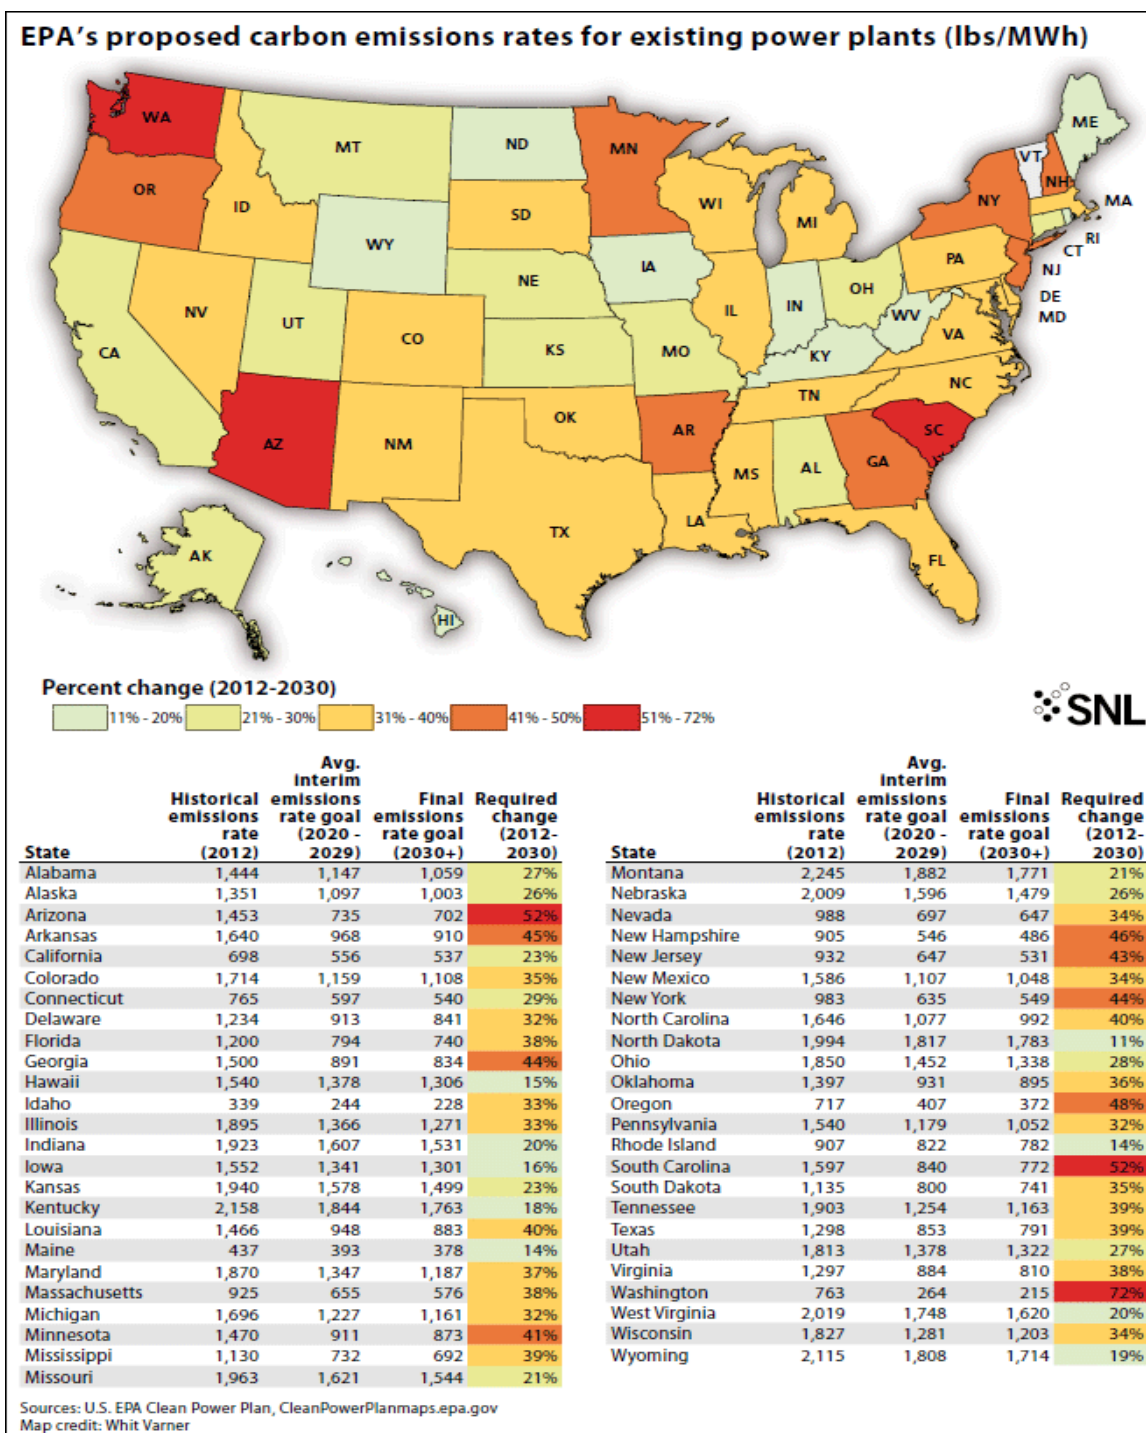 EPA's proposed carbon emissions rates for existing power plants (lbs/MWh)
WA
MT
ND
MN
ME
VT
NH
OR
ID
SD
WI
MI
NY
MA
WY
IA
PA
CT
RI
NE
NJ
NV
UT
CO
IL
IN
OH
WV
DE
MD
CA
KS
MO
KY
VA
AZ
NM
OK
AR
TN
NC
SC
MS
AL
GA
TX
LA
FL
AK
HI
Percent change (2012-2030)
11% - 20% 21% - 30% 31% - 40% 41% - 50% 51% - 72%
SNL
State Historical emissions rate (2012) Avg. interim emissions rate goal (2020 - 2029) Final emissions rate goal (2030+) Required change (2012-2030)
Alabama 1,444 1,147 1,059 27%
Alaska 1,351 1,097 1,003 26%
Arizona 1,453 735 702 52%
Arkansas 1,640 968 910 45%
California 698 556 537 23%
Colorado 1,714 1,159 1,108 35%
Connecticut 765 597 540 29%
Delaware 1,234 913 841 32%
Florida 1,200 794 740 38%
Georgia 1,500 891 834 44%
Hawaii 1,540 1,378 1,306 15%
Idaho 339 244 228 33%
Illinois 1,895 1,366 1,271 33%
Indiana 1,923 1,607 1,531 20%
Iowa 1,552 1,341 1,301 16%
Kansas 1,940 1,578 1,499 23%
Kentucky 2,158 1,844 1,763 18%
Louisiana 1,466 948 883 40%
Maine 437 393 378 14%
Maryland 1,870 1,347 1,187 37%
Massachusetts 925 655 576 38%
Michigan 1,696 1,227 1,161 32%
Minnesota 1,470 911 873 41%
Mississippi 1,130 732 692 39%
Missouri 1,963 1,621 1,544 21%
State Historical emissions rate (2012) Avg. interim emissions rate goal (2020 - 2029) Final emissions rate goal (2030+) Required change (2012-2030)
Montana 2,245 1,882 1,771 21%
Nebraska 2,009 1,596 1,479 26%
Nevada 988 697 647 34%
New Hampshire 905 546 486 46%
New Jersey 932 647 531 43%
New Mexico 1,586 1,107 1,048 34%
New York 983 635 549 44%
North Carolina 1,646 1,077 992 40%
North Dakota 1,994 1,817 1,783 11%
Ohio 1,850 1,452 1,338 28%
Oklahoma 1,397 931 895 36%
Oregon 717 407 372 48%
Pennsylvania 1,540 1,179 1,052 32%
Rhode Island 907 822 782 14%
South Carolina 1,597 840 772 52%
South Dakota 1,135 800 741 35%
Tennessee 1,903 1,254 1,163 39%
Texas 1,298 853 791 39%
Utah 1,813 1,378 1,322 27%
Virginia 1,297 884 810 38%
Washington 763 264 215 72%
West Virginia 2,019 1,748 1,620 20%
Wisconsin 1,827 1,281 1,203 34%
Wyoming 2,115 1,808 1,714 19%
Sources: U.S. EPA Clean Power Plan, CleanPowerPlanmaps.epa.gov
Map credit: Whit Varner